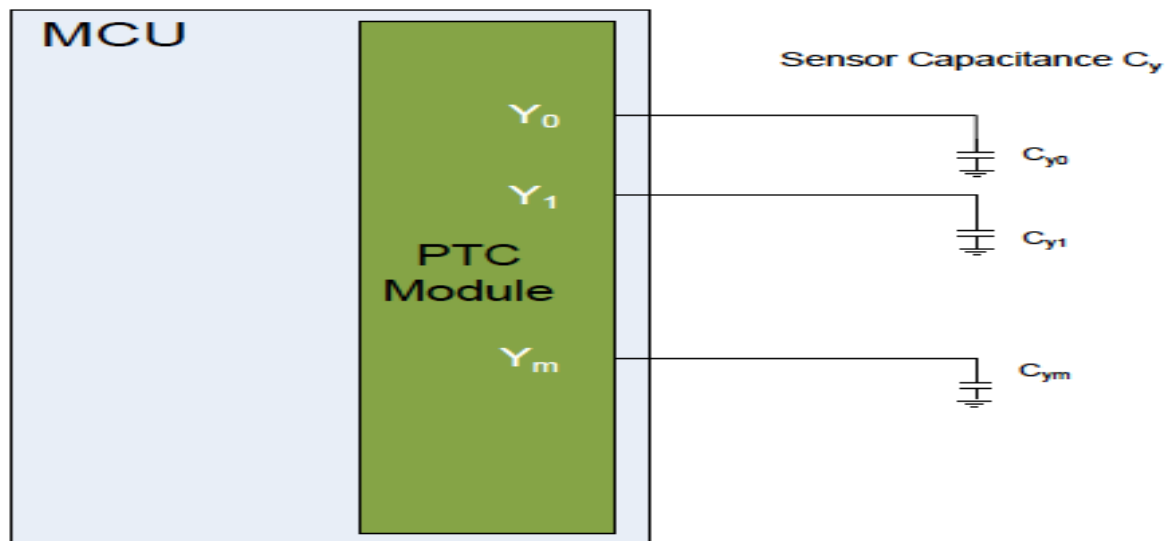 MCU
Sensor Capacitance Cy
Y0
Cy0
Y1
Cy1
PTC
Module
Ym
Cym